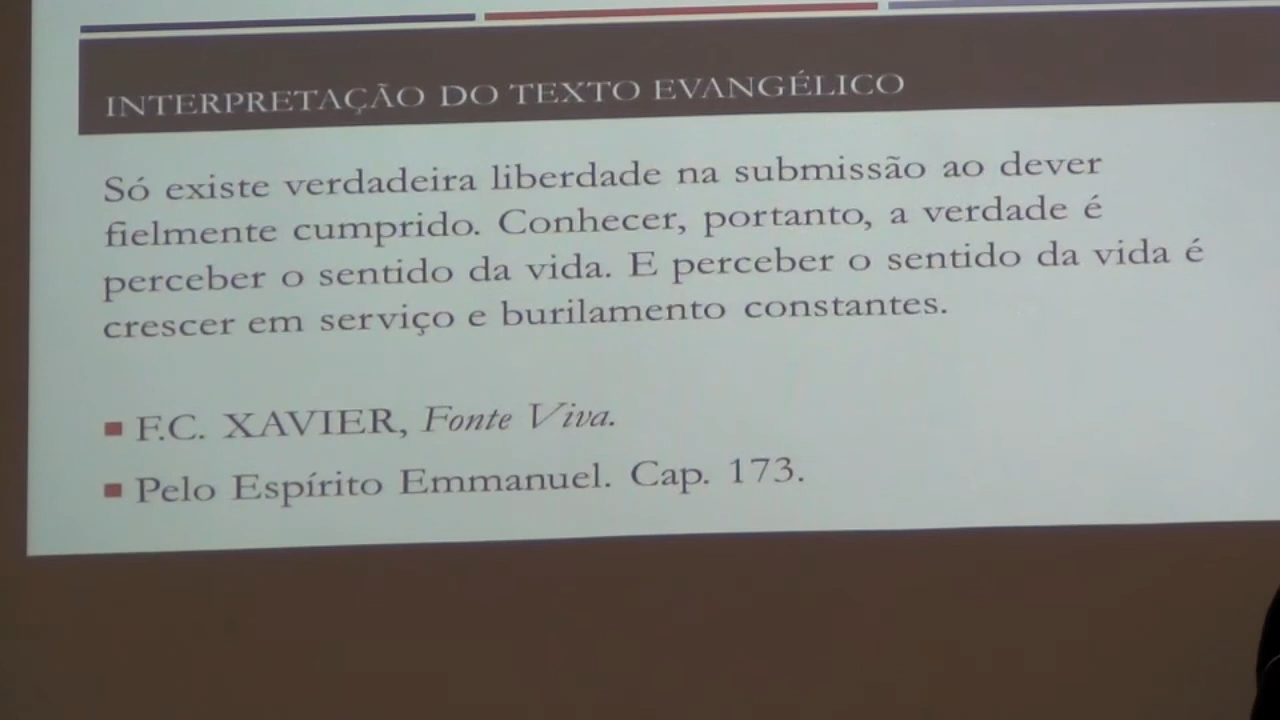 INTERPRETAÇÃO DO TEXTO EVANGÉLICO
Só existe verdadeira liberdade na submissão ao dever
fielmente cumprido. Conhecer, portanto, a verdade é
perceber o sentido da vida. E perceber o sentido da vida é
crescer em serviço e burilamento constantes.
F.C. XAVIER, Fonte Viva.
Pelo Espírito Emmanuel. Cap. 173.